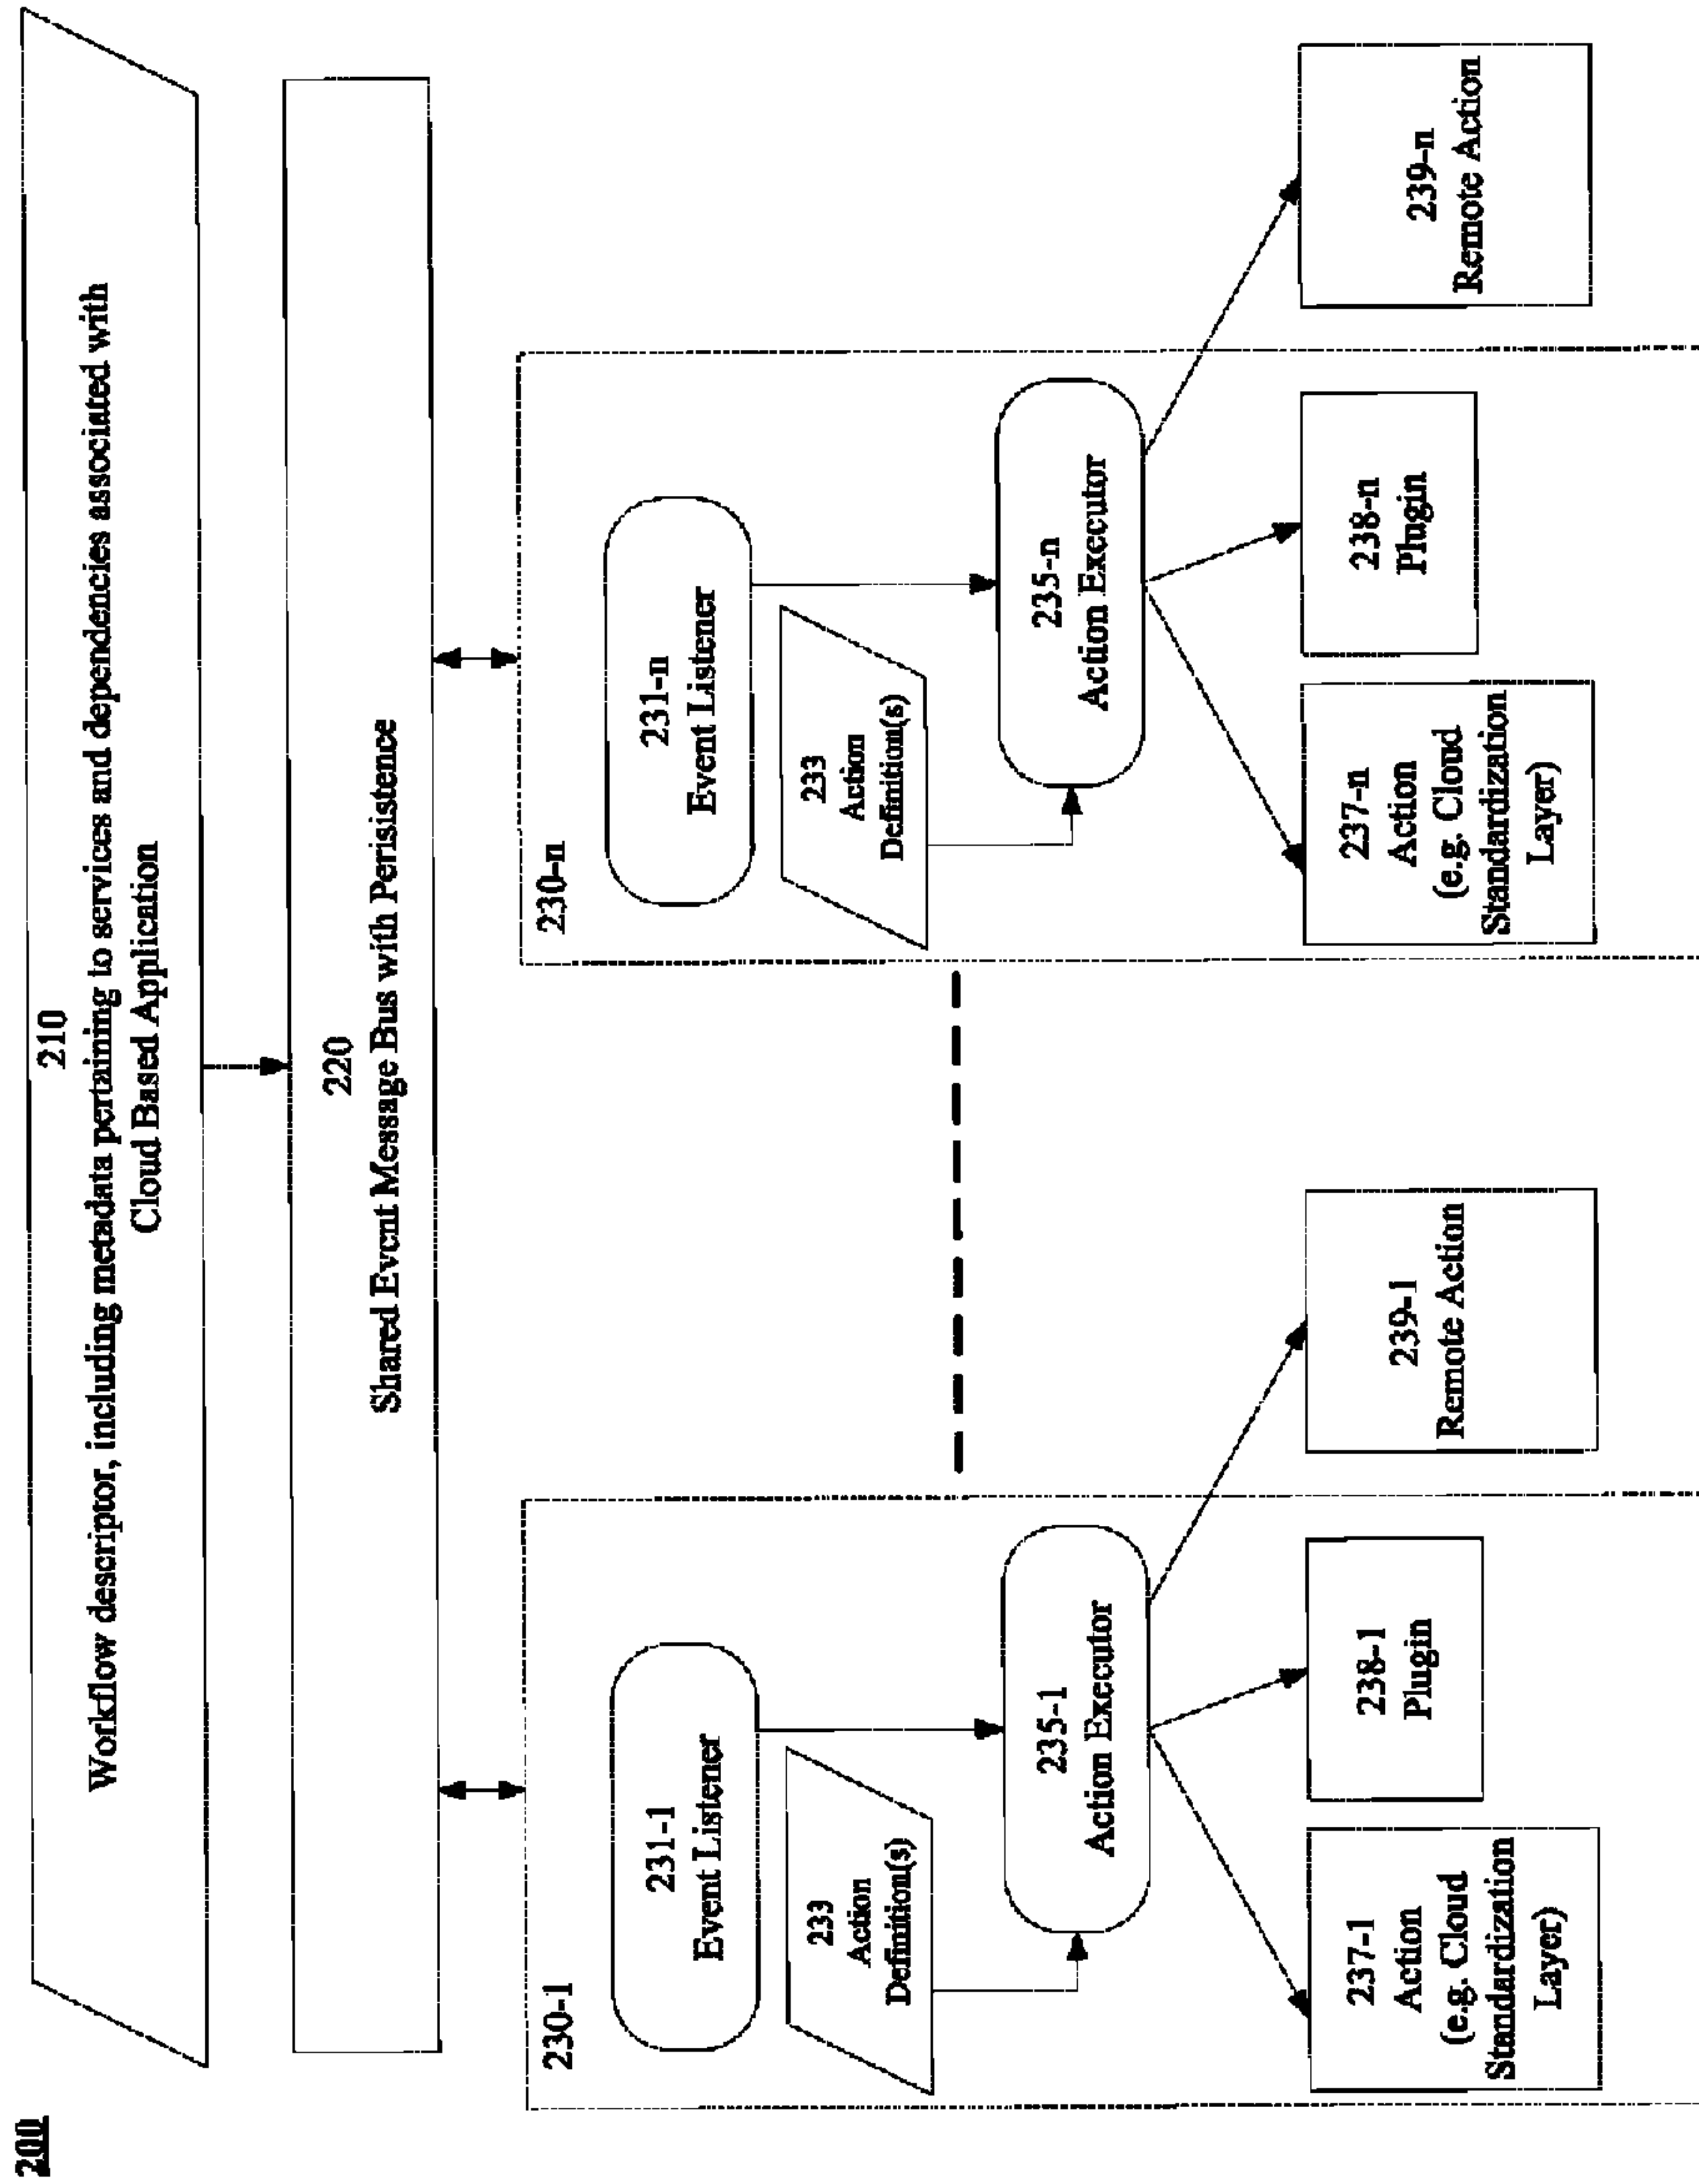 200
210
Workflow descriptor, including metadata pertaining to services and dependencies associated with
Cloud Based Application
220
Shared Event Message Bus with Perisistence
230-1
231-1
Event Listener
233
Action
Definition(s)
235-1
Action Executor
237-1
Action
(e.g. Cloud
Standardization
Layer)
238-1
Plugin
239-1
Remote Action
230-n
231-n
Event Listener
233
Action
Definition(s)
235-n
Action Executor
237-n
Action
(e.g. Cloud
Standardization
Layer)
238-n
Plugin
239-n
Remote Action